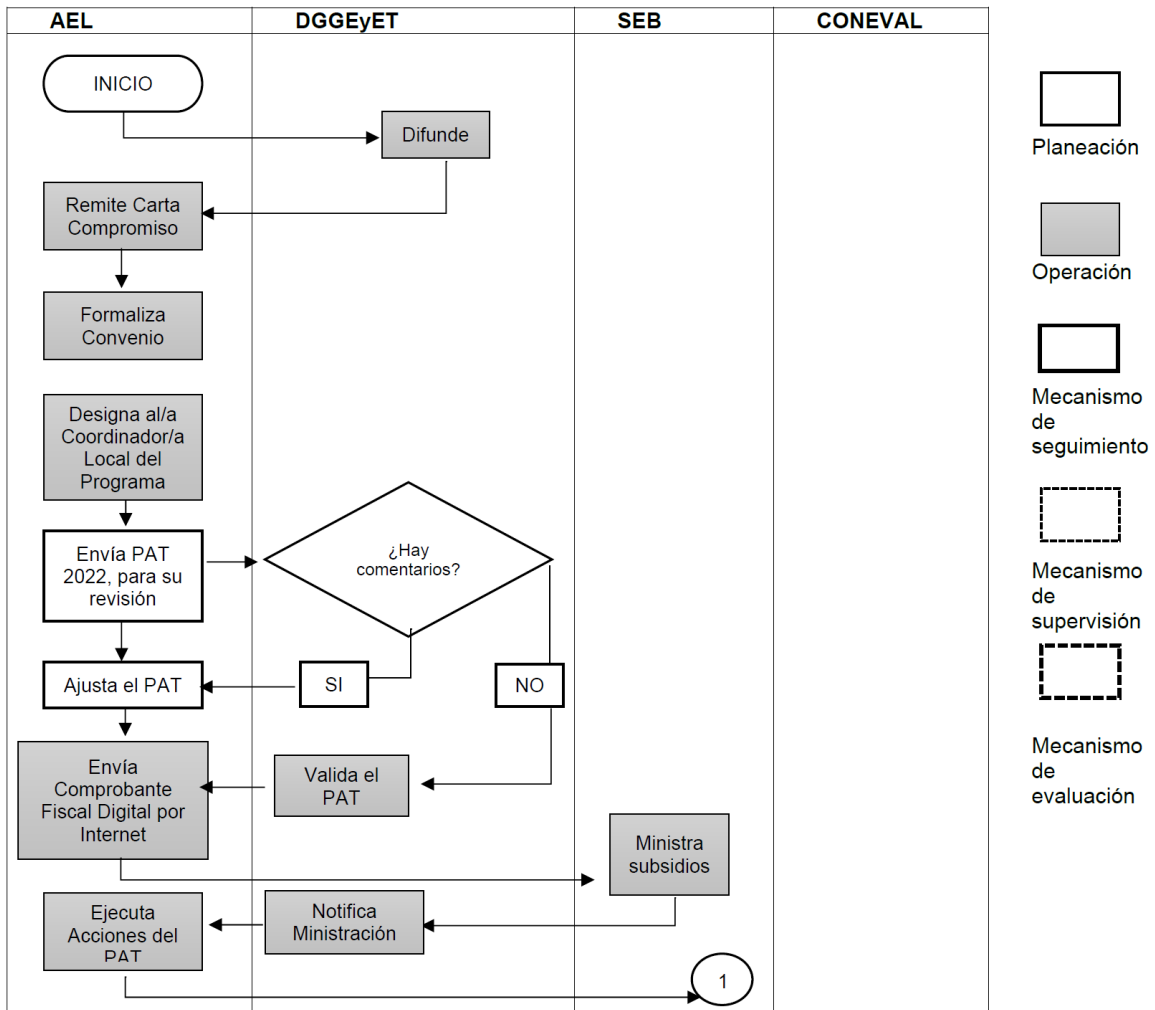 AEL
DGGEyET
SEB
CONEVAL
INICIO
Difunde
Remite Carta
Compromiso
Formaliza
Convenio
Designa al/a
Coordinador/a
Local del
Programa
Envía PAT
2022, para su
revisión
¿Hay
comentarios?
Ajusta el PAT
SI
NO
Envía
Comprobante
Fiscal Digital por
Internet
Valida el
PAT
Ministra
subsidios
Ejecuta
Acciones del
PAT
Notifica
Ministración
1
Planeación
Operación
Mecanismo
de
seguimiento
Mecanismo
de
supervisión
Mecanismo
de
evaluación